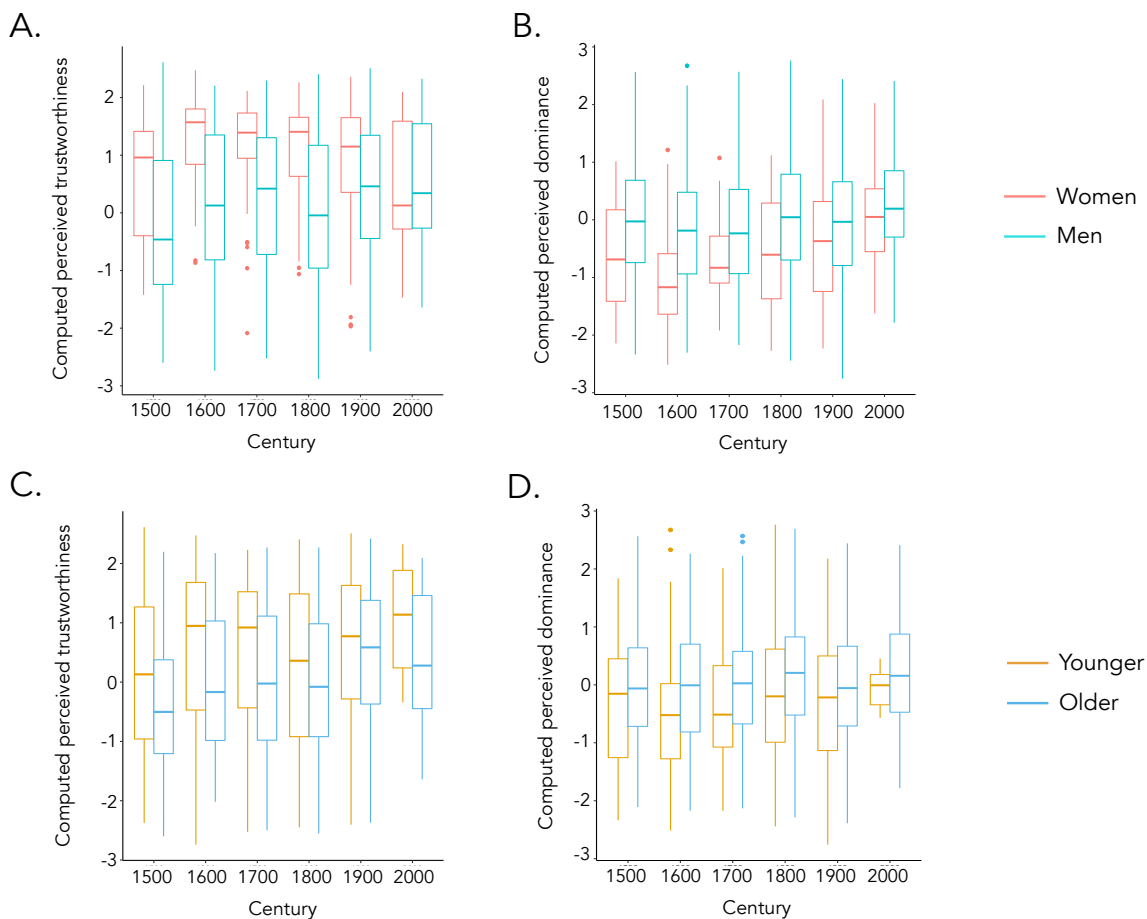 A.
Computed perceived trustworthiness
2
1
0
-1
-2
-3
1500 1600 1700 1800 1900 2000
Century
B.
Computed perceived dominance
3
2
1
0
-1
-2
-3
1500 1600 1700 1800 1900 2000
Century
Women
Men
C.
Computed perceived trustworthiness
2
1
0
-1
-2
-3
1500 1600 1700 1800 1900 2000
Century
D.
Computed perceived dominance
3
2
1
0
-1
-2
-3
1500 1600 1700 1800 1900 2000
Century
Younger
Older